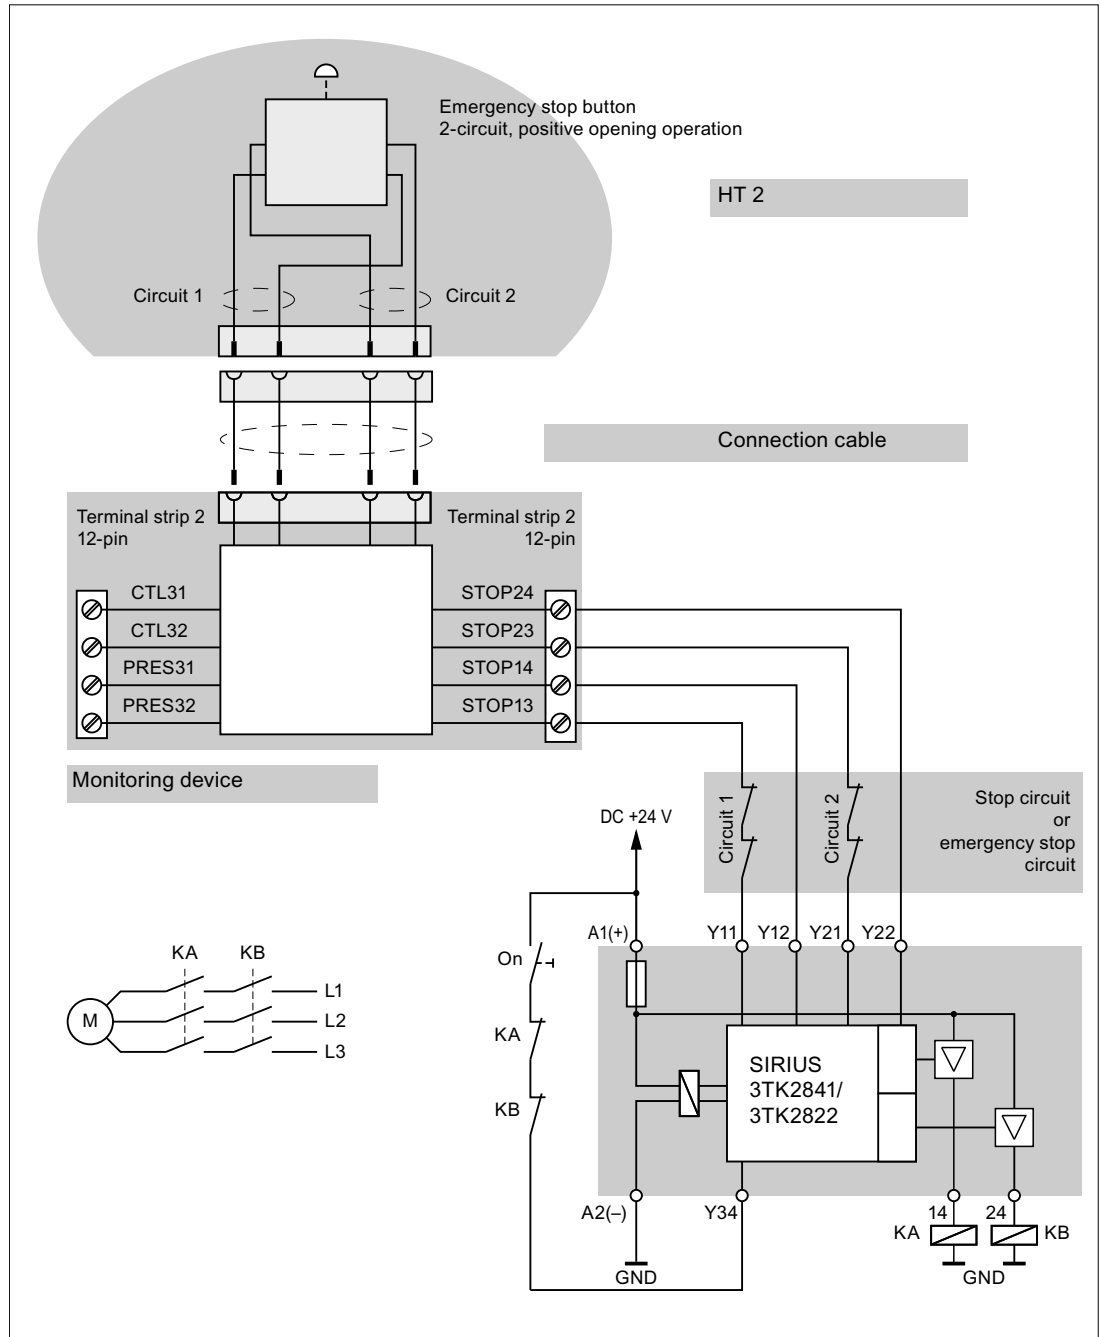 Emergency stop button
2-circuit, positive opening operation
HT 2
Circuit 1
Circuit 2
Connection cable
Terminal strip 2
12-pin
Terminal strip 2
12-pin
CTL31
CTL32
PRES31
PRES32
STOP24
STOP23
STOP14
STOP13
Monitoring device
Circuit 1
Circuit 2
Stop circuit
or
emergency stop
circuit
DC +24 V
A1(+)
Y11
Y12
Y21
Y22
On
KA
KB
KA
KB
L1
L2
L3
M
SIRIUS
3TK2841/
3TK2822
A2(–)
Y34
14
24
KA
KB
GND
GND